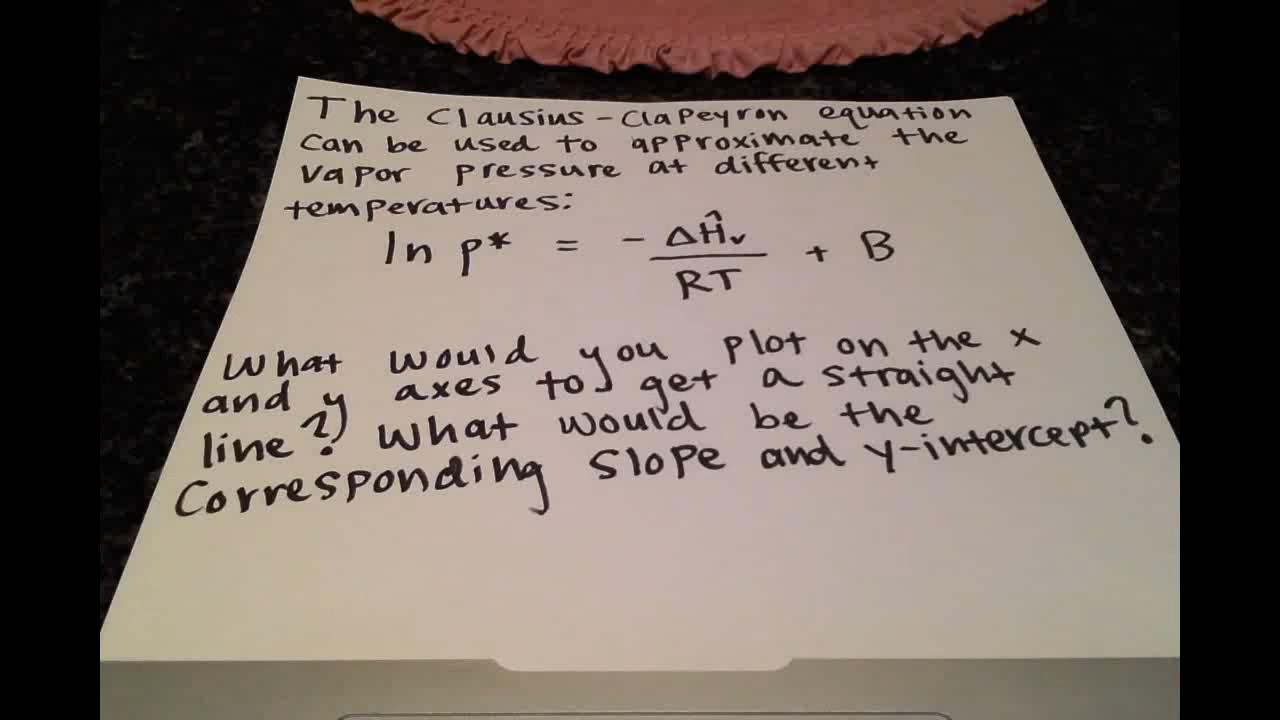 The Clausius-Clapeyron equation
can be used to approximate the
vapor pressure at different
temperatures:
ln p* = - ΔĤv / RT + B
What would you plot on the x
and y axes to get a straight
line? What would be the
corresponding slope and y-intercept?